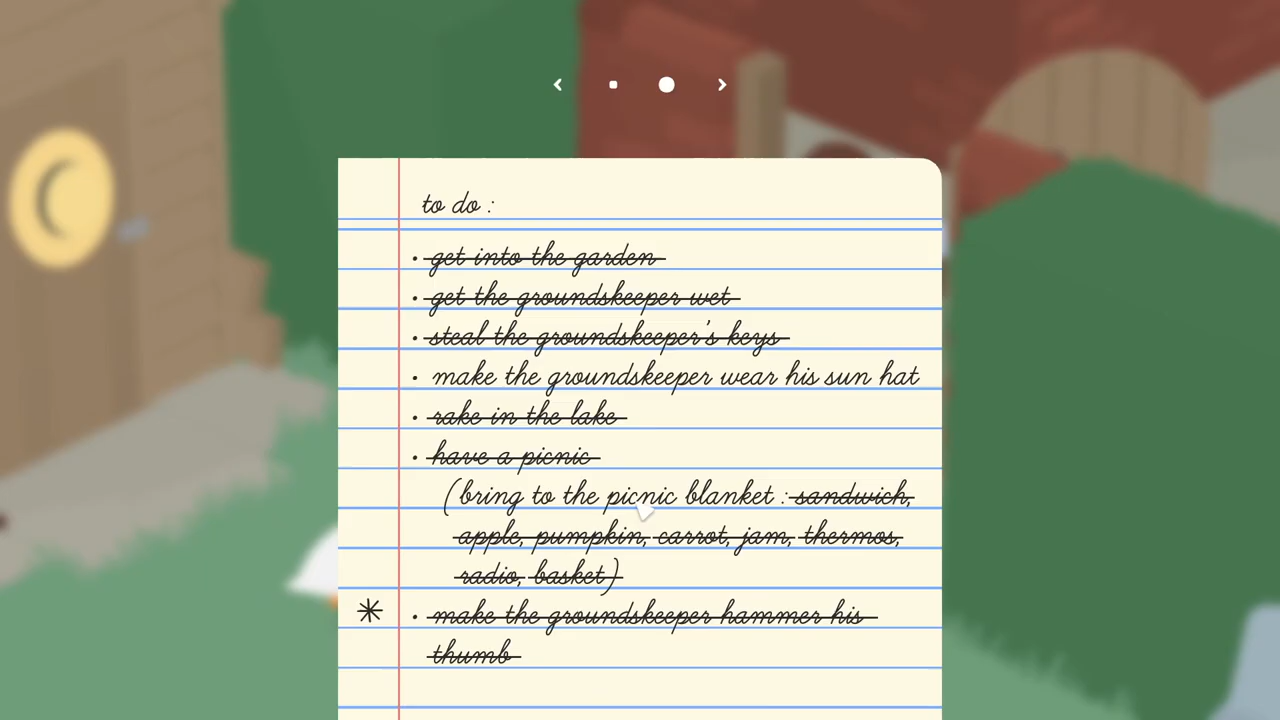 to do :
• get into the garden
• get the groundskeeper wet
• steal the groundskeeper's keys
• make the groundskeeper wear his sun hat
• rake in the lake
• have a picnic
(bring to the picnic blanket : sandwich,
apple, pumpkin, carrot, jam, thermos,
radio, basket)
• make the groundskeeper hammer his
thumb